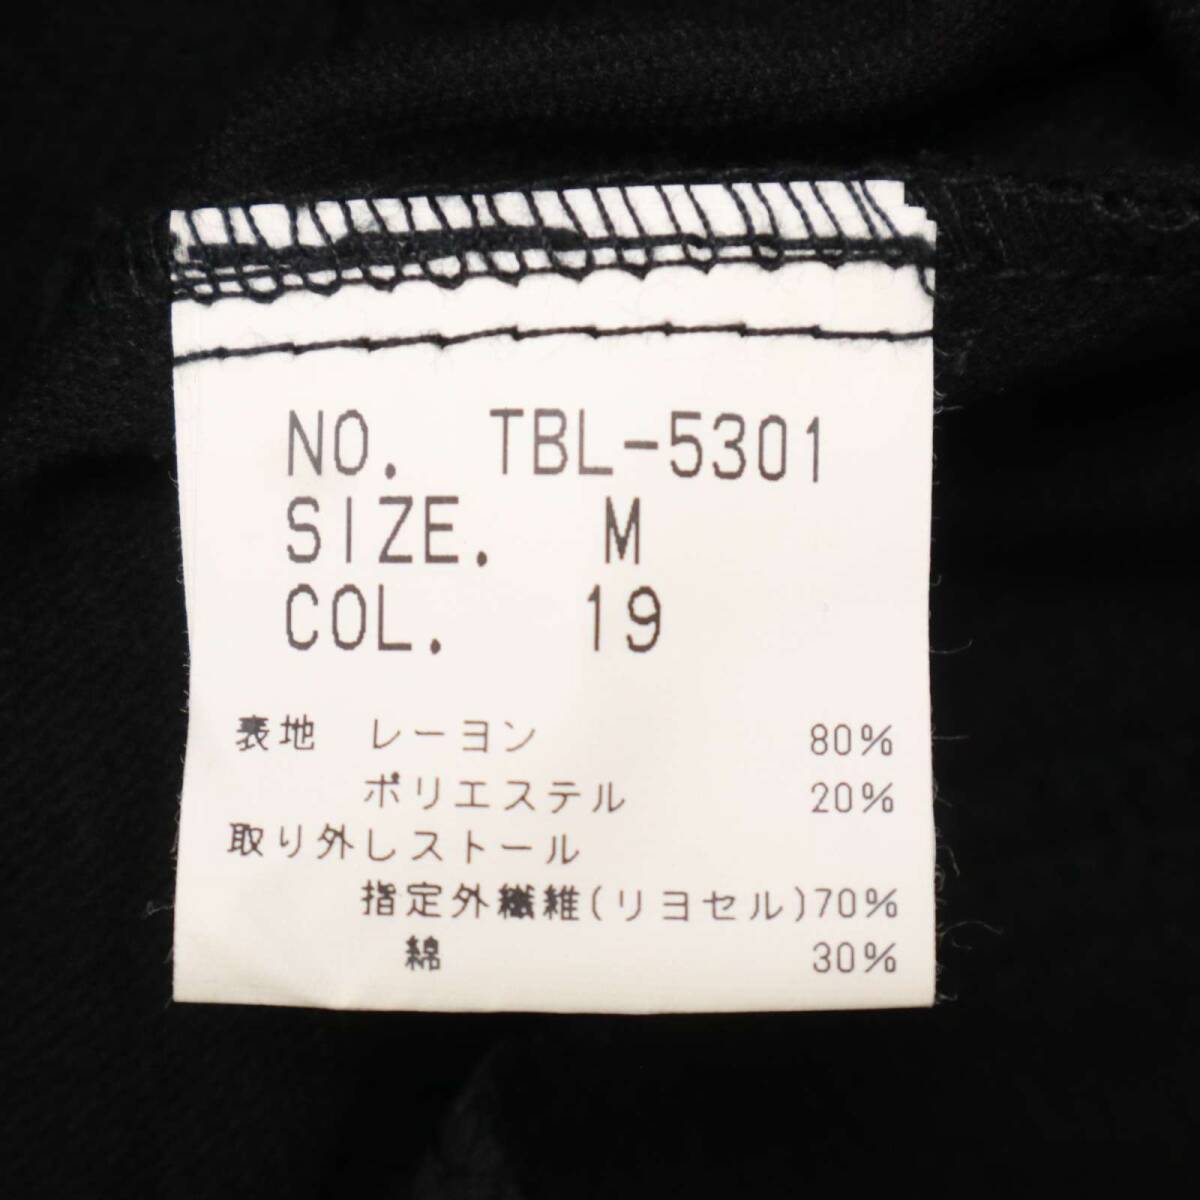 NO. TBL-5301
SIZE. M
COL. 19
表地 レーヨン 80%
ポリエステル 20%
取り外しストール
指定外繊維(リヨセル)70%
綿 30%